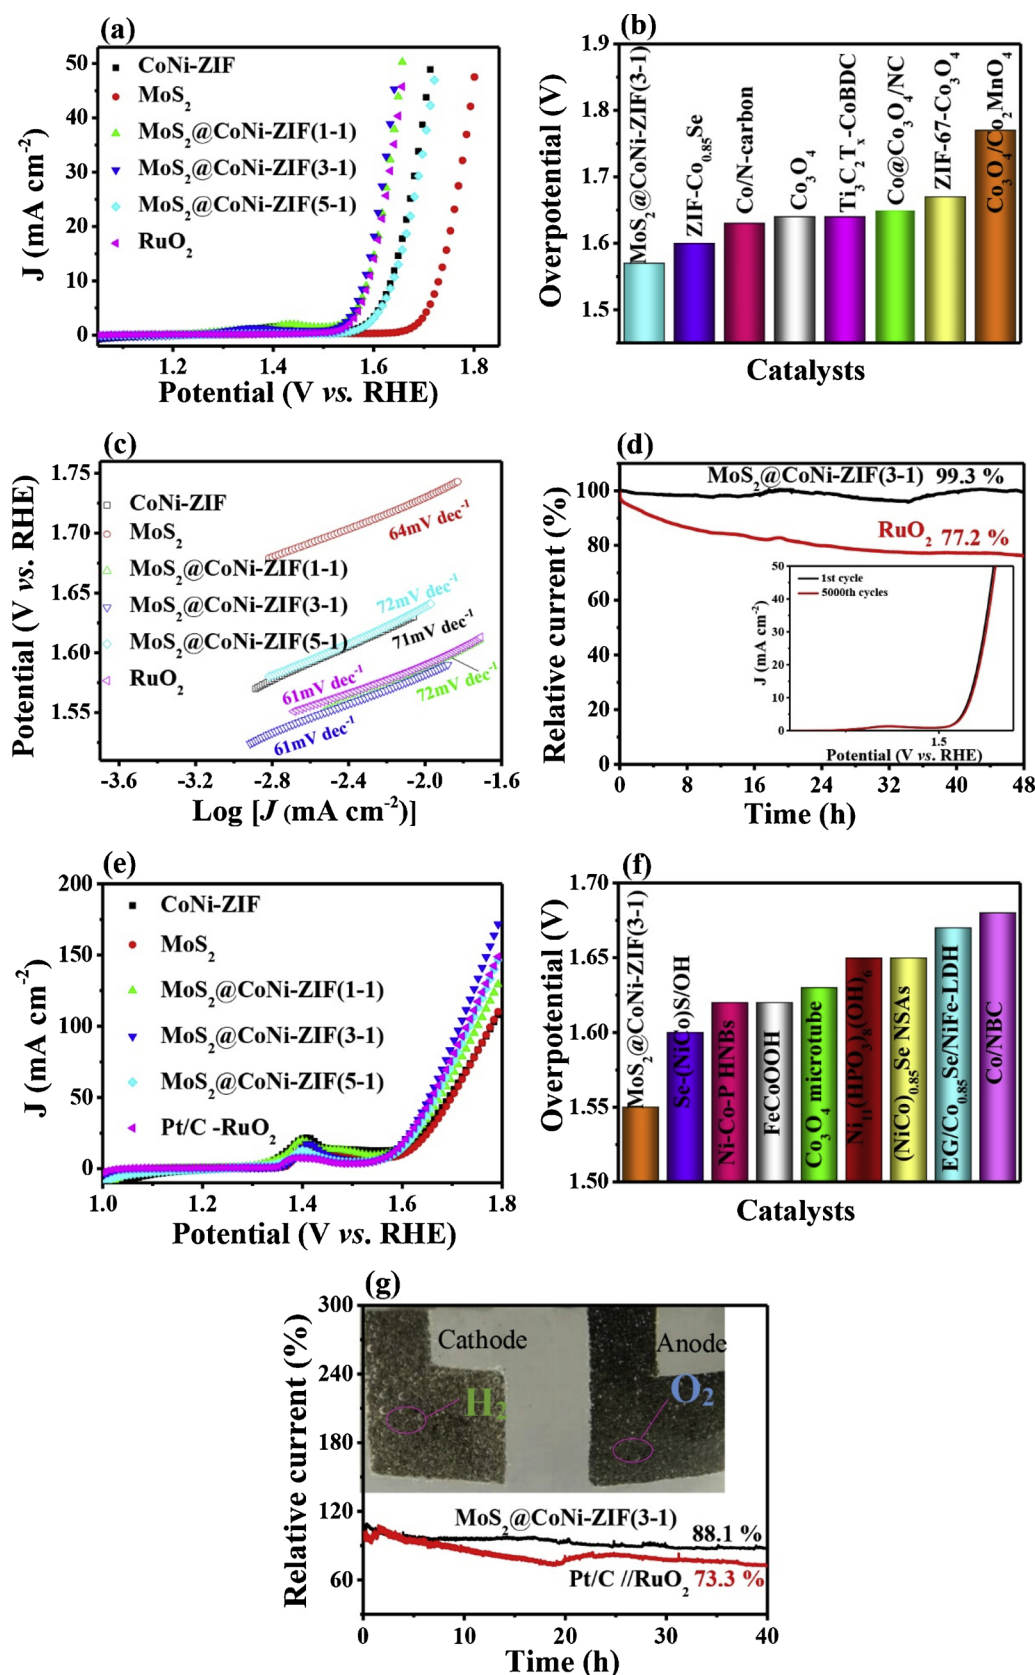 (a)
J (mA cm⁻²)
50
40
30
20
10
0
CoNi-ZIF
MoS₂
MoS₂@CoNi-ZIF(1-1)
MoS₂@CoNi-ZIF(3-1)
MoS₂@CoNi-ZIF(5-1)
RuO₂
1.2 1.4 1.6 1.8
Potential (V vs. RHE)
(b)
Overpotential (V)
1.9
1.8
1.7
1.6
1.5
MoS₂@CoNi-ZIF(3-1)
ZIF-Co₀.₈₅Se
Co/N-carbon
Co₃O₄
Ti₃C₂Tₓ-CoBDC
Co@Co₃O₄/NC
ZIF-67-Co₃O₄
Co₃O₄/Co₂MnO₄
Catalysts
(c)
Potential (V vs. RHE)
1.75
1.70
1.65
1.60
1.55
CoNi-ZIF
MoS₂
MoS₂@CoNi-ZIF(1-1)
MoS₂@CoNi-ZIF(3-1)
MoS₂@CoNi-ZIF(5-1)
RuO₂
64mV dec⁻¹
72mV dec⁻¹
71mV dec⁻¹
61mV dec⁻¹
72mV dec⁻¹
61mV dec⁻¹
-3.6 -3.2 -2.8 -2.4 -2.0 -1.6
Log [J (mA cm⁻²)]
(d)
Relative current (%)
100
80
60
40
20
0
MoS₂@CoNi-ZIF(3-1) 99.3 %
RuO₂ 77.2 %
J (mA cm⁻²)
50
40
30
20
10
0
1st cycle
5000th cycles
1.5
Potential (V vs. RHE)
0 8 16 24 32 40 48
Time (h)
(e)
J (mA cm⁻²)
200
150
100
50
0
CoNi-ZIF
MoS₂
MoS₂@CoNi-ZIF(1-1)
MoS₂@CoNi-ZIF(3-1)
MoS₂@CoNi-ZIF(5-1)
Pt/C -RuO₂
1.0 1.2 1.4 1.6 1.8
Potential (V vs. RHE)
(f)
Overpotential (V)
1.70
1.65
1.60
1.55
1.50
MoS₂@CoNi-ZIF(3-1)
Se-(NiCo)S/OH
Ni-Co-P HNBs
FeCoOOH
Co₃O₄ microtube
Ni₁₁(HPO₃)₈(OH)₆
(NiCo)₀.₈₅Se NSAs
EG/Co₀.₈₅Se/NiFe-LDH
Co/NBC
Catalysts
(g)
Relative current (%)
300
240
180
120
60
Cathode
H₂
Anode
O₂
MoS₂@CoNi-ZIF(3-1)
88.1 %
Pt/C //RuO₂ 73.3 %
0 10 20 30 40
Time (h)